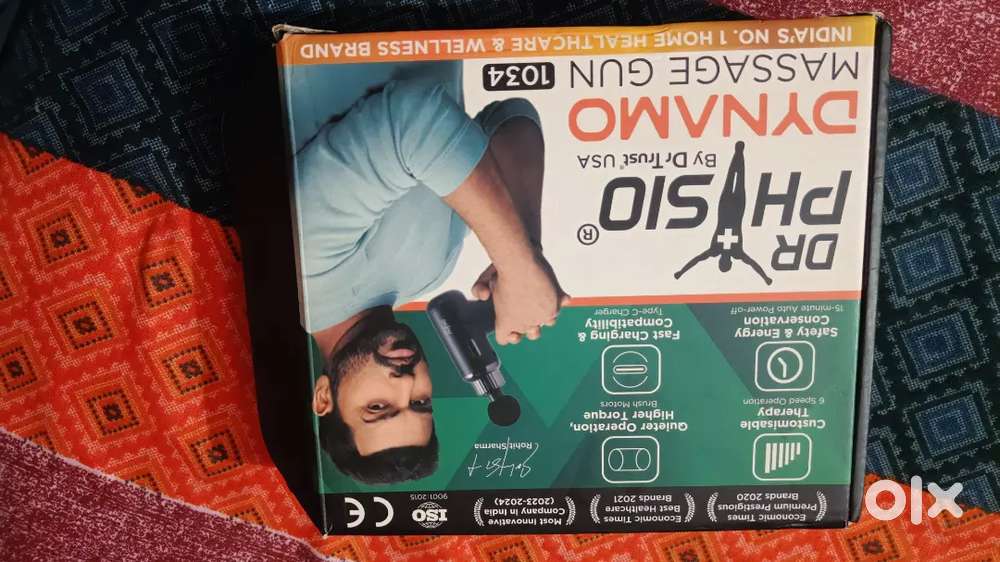 INDIA'S NO. 1 HOME HEALTHCARE & WELLNESS BRAND
MASSAGE GUN 1034
DYNAMO
By Dr Trust® USA
DR
PHYSIO®
Safety & Energy
Conservation
15-minute Auto Power-off
Fast Charging &
Compatibility
Type-C Charger
Customisable
Therapy
6 Speed Operation
Quieter Operation,
Higher Torque
Brush Motors
Rohit Sharma
Economic Times
Premium Prestigious
Brands 2020
Economic Times
Best Healthcare
Brands 2021
Most Innovative
Company in India
(2023-2024)
ISO
9001:2015
CE
OLX